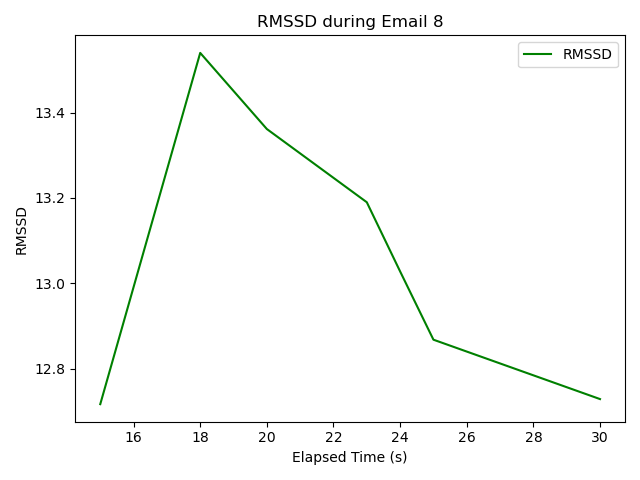 RMSSD during Email 8
RMSSD
13.4
13.2
13.0
12.8
RMSSD
16 18 20 22 24 26 28 30
Elapsed Time (s)